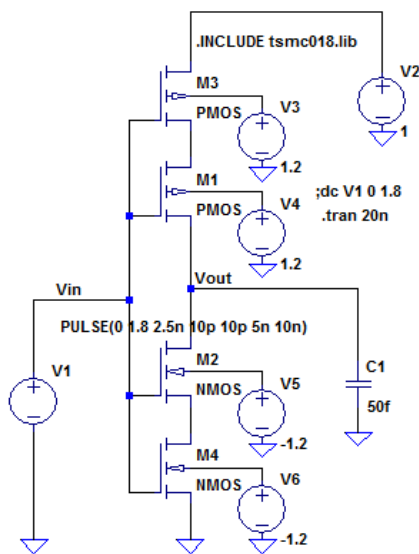 .INCLUDE tsmc018.lib
V2
M3
PMOS
V3
1
1.2
M1
PMOS
V4
;dc V1 0 1.8
.tran 20n
1.2
Vin
Vout
PULSE(0 1.8 2.5n 10p 10p 5n 10n)
V1
M2
NMOS
V5
C1
50f
-1.2
M4
NMOS
V6
-1.2